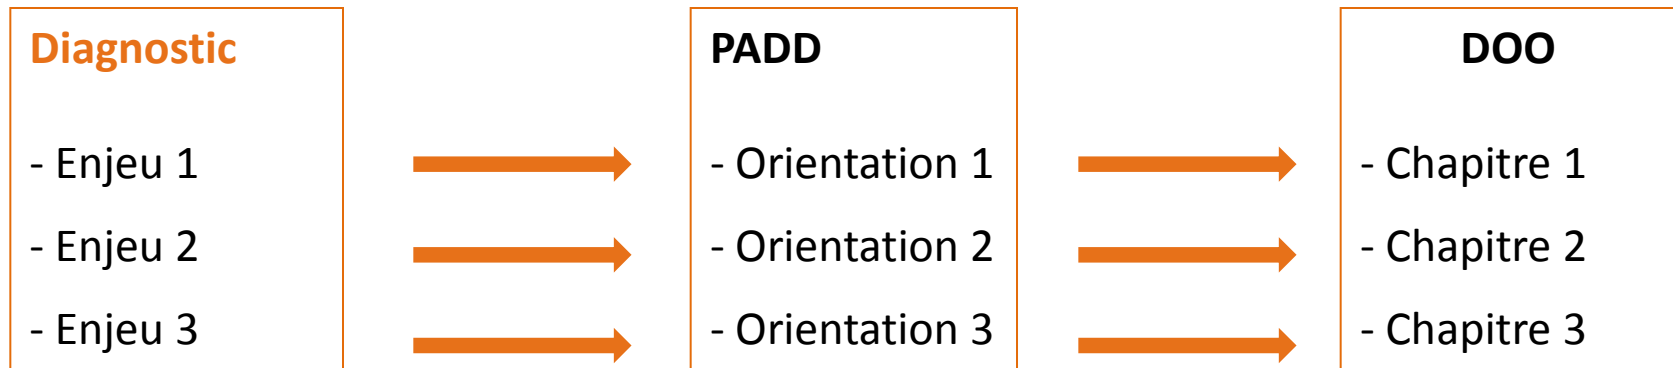 Diagnostic
- Enjeu 1
- Enjeu 2
- Enjeu 3
PADD
- Orientation 1
- Orientation 2
- Orientation 3
DOO
- Chapitre 1
- Chapitre 2
- Chapitre 3